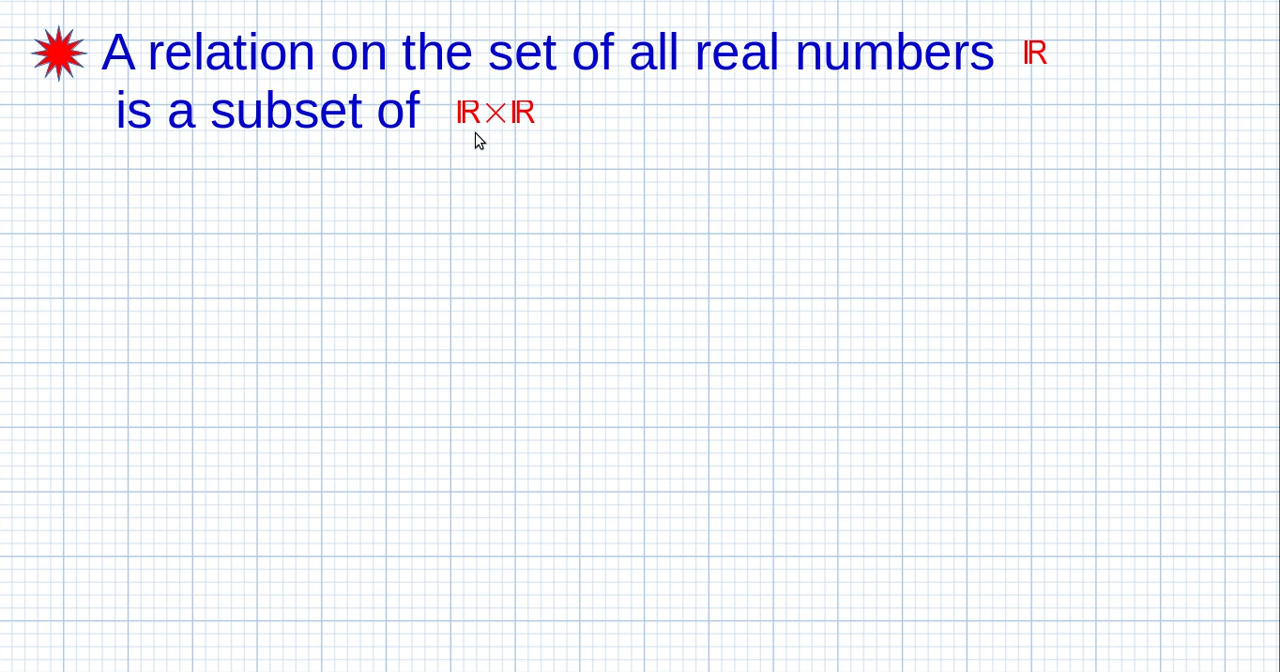 A relation on the set of all real numbers ℝ
is a subset of ℝ×ℝ